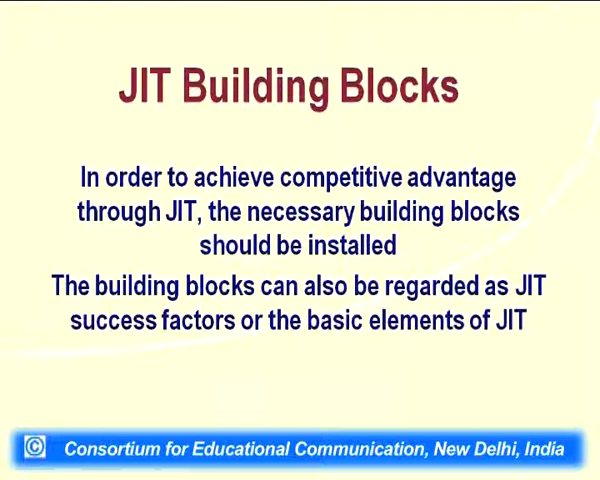 JIT Building Blocks
In order to achieve competitive advantage
through JIT, the necessary building blocks
should be installed
The building blocks can also be regarded as JIT
success factors or the basic elements of JIT
© Consortium for Educational Communication, New Delhi, India